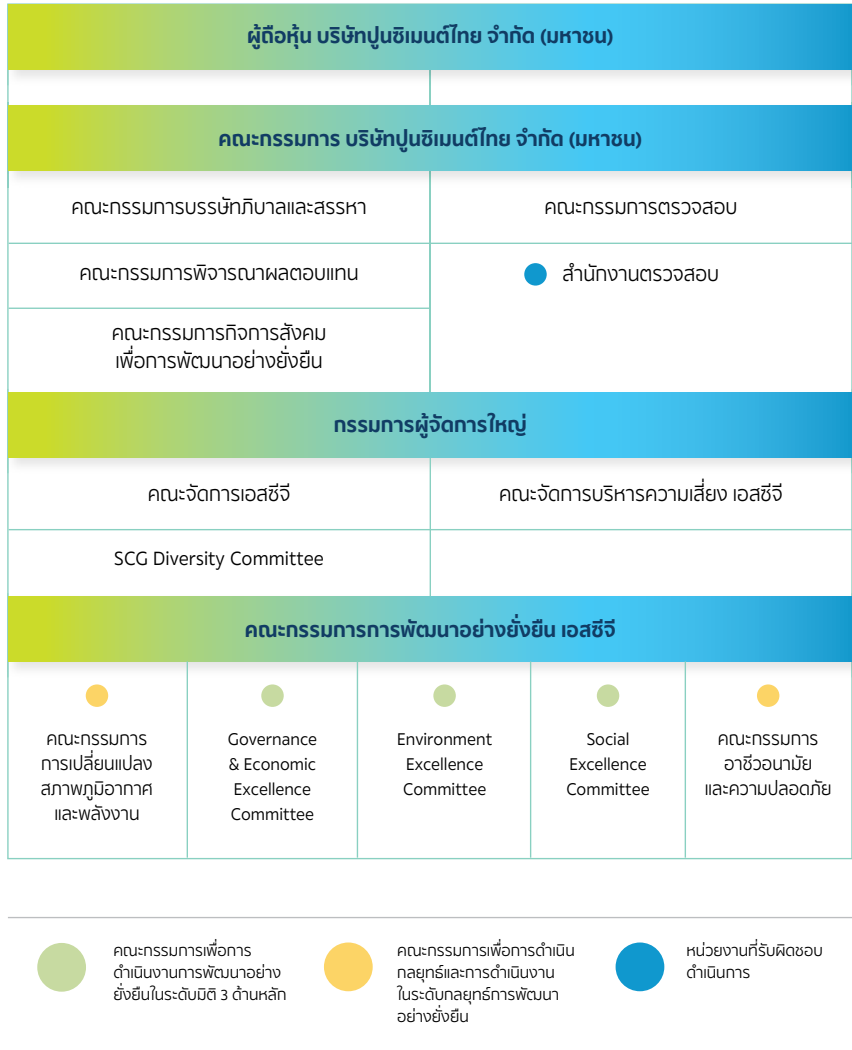 ผู้ถือหุ้น บริษัทปูนซิเมนต์ไทย จำกัด (มหาชน)
คณะกรรมการ บริษัทปูนซิเมนต์ไทย จำกัด (มหาชน)
คณะกรรมการบรรษัทภิบาลและสรรหา
คณะกรรมการตรวจสอบ
คณะกรรมการพิจารณาผลตอบแทน
สำนักงานตรวจสอบ
คณะกรรมการกิจการสังคม
เพื่อการพัฒนาอย่างยั่งยืน
กรรมการผู้จัดการใหญ่
คณะจัดการเอสซีจี
คณะจัดการบริหารความเสี่ยง เอสซีจี
SCG Diversity Committee
คณะกรรมการการพัฒนาอย่างยั่งยืน เอสซีจี
คณะกรรมการ
การเปลี่ยนแปลง
สภาพภูมิอากาศ
และพลังงาน
Governance
& Economic
Excellence
Committee
Environment
Excellence
Committee
Social
Excellence
Committee
คณะกรรมการ
อาชีวอนามัย
และความปลอดภัย
คณะกรรมการเพื่อการ
ดำเนินงานการพัฒนาอย่าง
ยั่งยืนในระดับมิติ 3 ด้านหลัก
คณะกรรมการเพื่อการดำเนิน
กลยุทธ์และการดำเนินงาน
ในระดับกลยุทธ์การพัฒนา
อย่างยั่งยืน
หน่วยงานที่รับผิดชอบ
ดำเนินการ